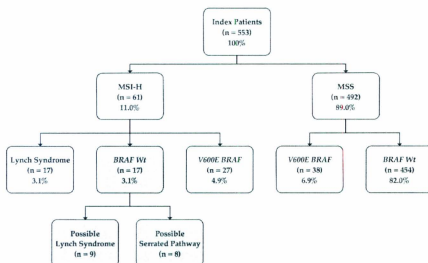 Index Patients
(n = 553)
100%
MSI-H
(n = 61)
11.0%
MSS
(n = 492)
89.0%
Lynch Syndrome
(n = 17)
3.1%
BRAF Wt
(n = 17)
3.1%
V600E BRAF
(n = 27)
4.9%
V600E BRAF
(n = 38)
6.9%
BRAF Wt
(n = 454)
82.0%
Possible
Lynch Syndrome
(n = 9)
Possible
Serrated Pathway
(n = 8)